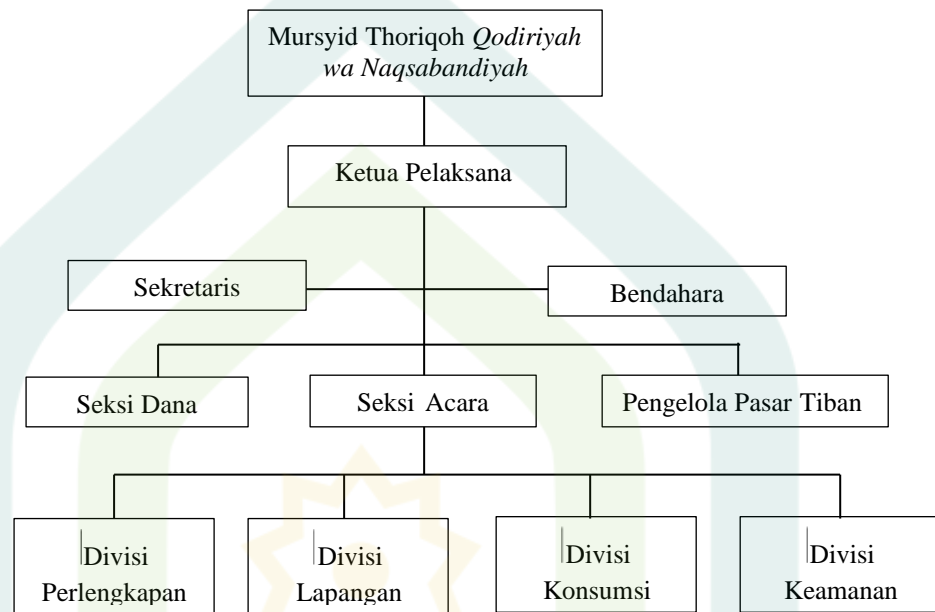 Mursyid Thoriqoh Qodiriyah
wa Naqsabandiyah
Ketua Pelaksana
Sekretaris
Bendahara
Seksi Dana
Seksi Acara
Pengelola Pasar Tiban
Divisi
Perlengkapan
Divisi
Lapangan
Divisi
Konsumsi
Divisi
Keamanan